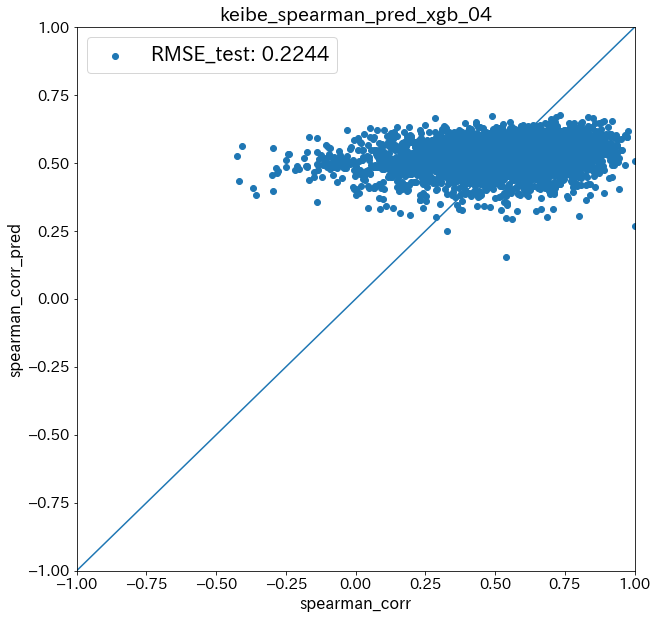 keibe_spearman_pred_xgb_04
RMSE_test: 0.2244
1.00
0.75
0.50
0.25
0.00
−0.25
−0.50
−0.75
−1.00
spearman_corr_pred
−1.00 −0.75 −0.50 −0.25 0.00 0.25 0.50 0.75 1.00
spearman_corr